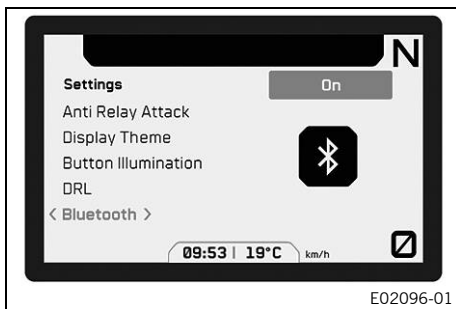 N
Settings
On
Anti Relay Attack
Display Theme
Button Illumination
DRL
< Bluetooth >
09:53 | 19°C km/h
E02096-01